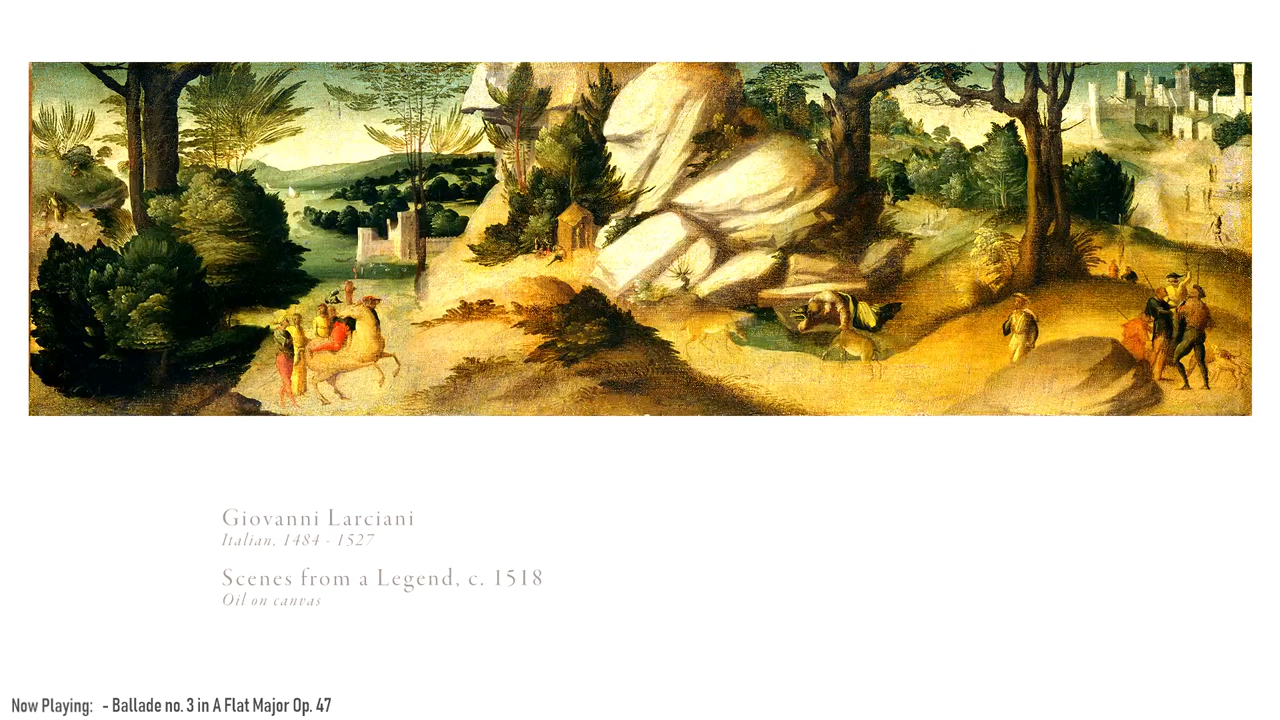 Giovanni Larciani
Italian, 1484 - 1527
Scenes from a Legend, c. 1518
Oil on canvas
Now Playing: - Ballade no. 3 in A Flat Major Op. 47